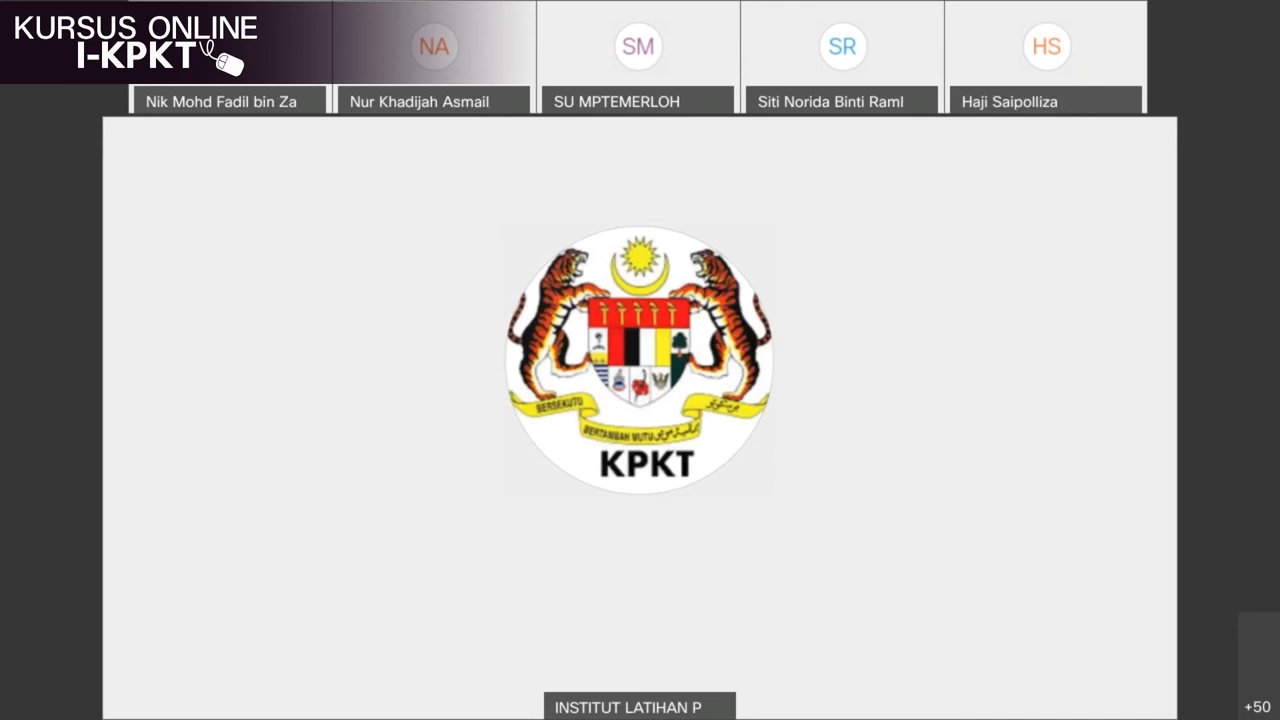 KURSUS ONLINE
I-KPKT
NA
SM
SR
HS
Nik Mohd Fadil bin Za
Nur Khadijah Asmail
SU MPTEMERLOH
Siti Norida Binti Raml
Haji Saipolliza
BERSEKUTU
BERTAMBAH MUTU
KPKT
INSTITUT LATIHAN P
+50